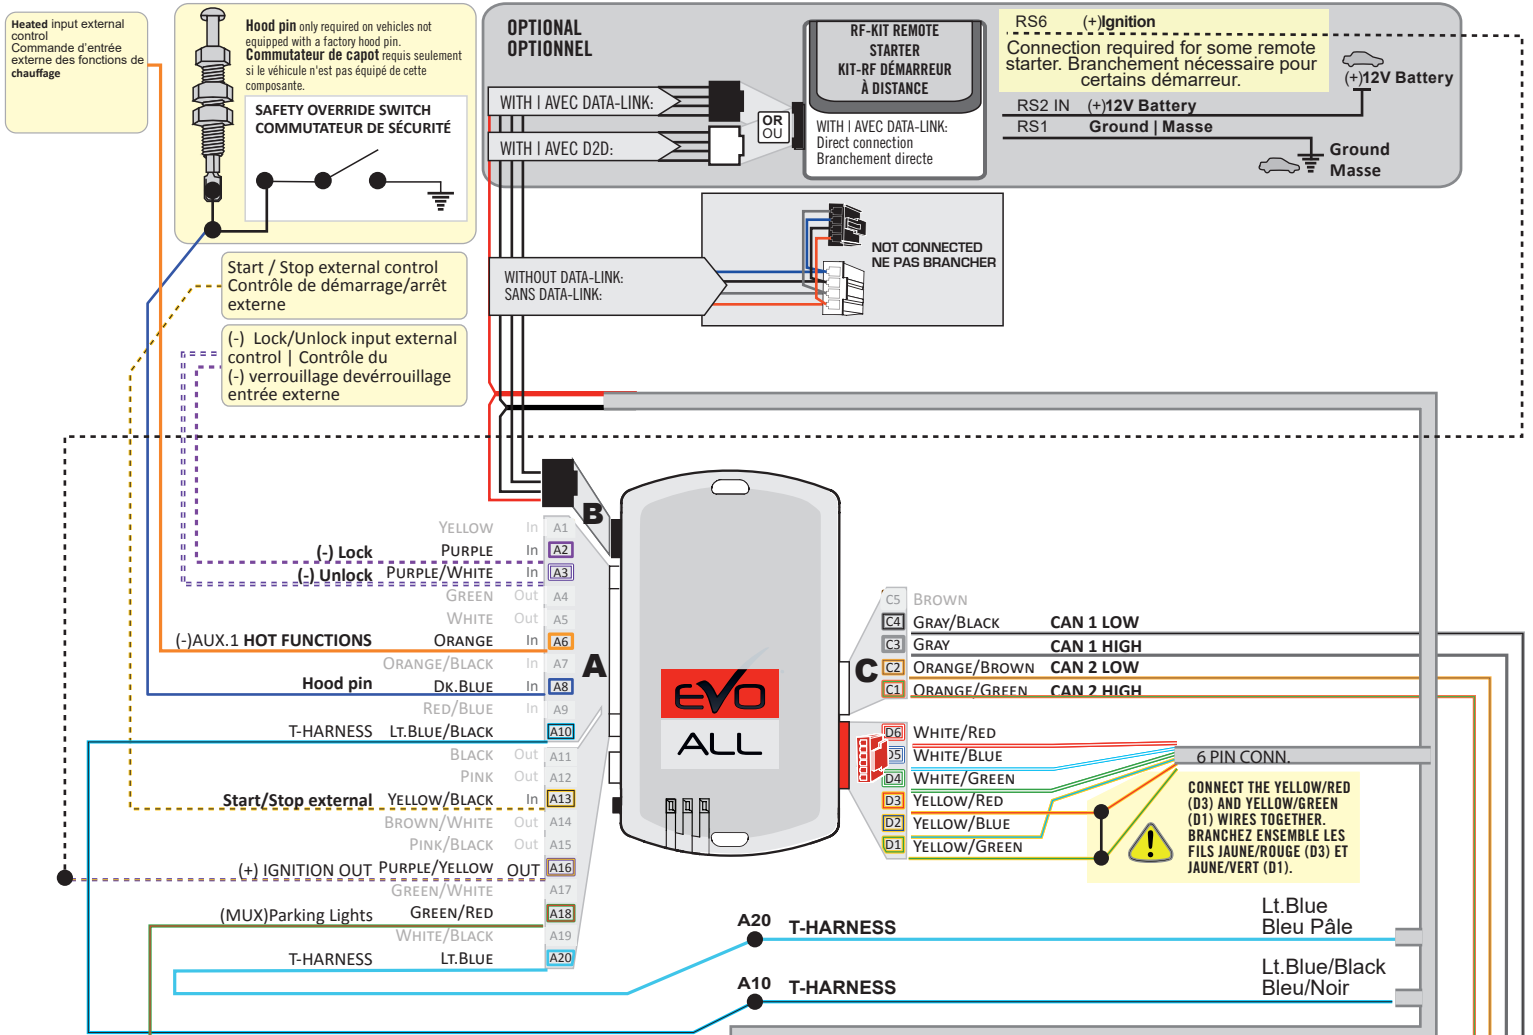 Heated input external
control
Commande d'entrée
externe des fonctions de
chauffage
Hood pin only required on vehicles not
equipped with a factory hood pin.
Commutateur de capot requis seulement
si le véhicule n'est pas équipé de cette
composante.
SAFETY OVERRIDE SWITCH
COMMUTATEUR DE SÉCURITÉ
OPTIONAL
OPTIONNEL
WITH | AVEC DATA-LINK:
WITH | AVEC D2D:
OR
OU
RF-KIT REMOTE
STARTER
KIT-RF DÉMARREUR
À DISTANCE
WITH | AVEC DATA-LINK:
Direct connection
Branchement directe
RS6 (+)Ignition
Connection required for some remote
starter. Branchement nécessaire pour
certains démarreur.
(+)12V Battery
RS2 IN (+)12V Battery
RS1 Ground | Masse
Ground
Masse
WITHOUT DATA-LINK:
SANS DATA-LINK:
NOT CONNECTED
NE PAS BRANCHER
Start / Stop external control
Contrôle de démarrage/arrêt
externe
(-) Lock/Unlock input external
control | Contrôle du
(-) verrouillage devérrouillage
entrée externe
B
A
C
EVO
ALL
YELLOW In A1
(-) Lock PURPLE In A2
(-) Unlock PURPLE/WHITE In A3
GREEN Out A4
WHITE Out A5
(-)AUX.1 HOT FUNCTIONS ORANGE In A6
ORANGE/BLACK In A7
Hood pin DK.BLUE In A8
RED/BLUE In A9
T-HARNESS LT.BLUE/BLACK A10
BLACK Out A11
PINK Out A12
Start/Stop external YELLOW/BLACK In A13
BROWN/WHITE Out A14
PINK/BLACK Out A15
(+) IGNITION OUT PURPLE/YELLOW OUT A16
GREEN/WHITE A17
(MUX)Parking Lights GREEN/RED A18
WHITE/BLACK A19
T-HARNESS LT.BLUE A20
C5 BROWN
C4 GRAY/BLACK CAN 1 LOW
C3 GRAY CAN 1 HIGH
C2 ORANGE/BROWN CAN 2 LOW
C1 ORANGE/GREEN CAN 2 HIGH
D6 WHITE/RED
D5 WHITE/BLUE
D4 WHITE/GREEN
D3 YELLOW/RED
D2 YELLOW/BLUE
D1 YELLOW/GREEN
6 PIN CONN.
CONNECT THE YELLOW/RED
(D3) AND YELLOW/GREEN
(D1) WIRES TOGETHER.
BRANCHEZ ENSEMBLE LES
FILS JAUNE/ROUGE (D3) ET
JAUNE/VERT (D1).
A20 T-HARNESS
Lt.Blue
Bleu Pâle
A10 T-HARNESS
Lt.Blue/Black
Bleu/Noir